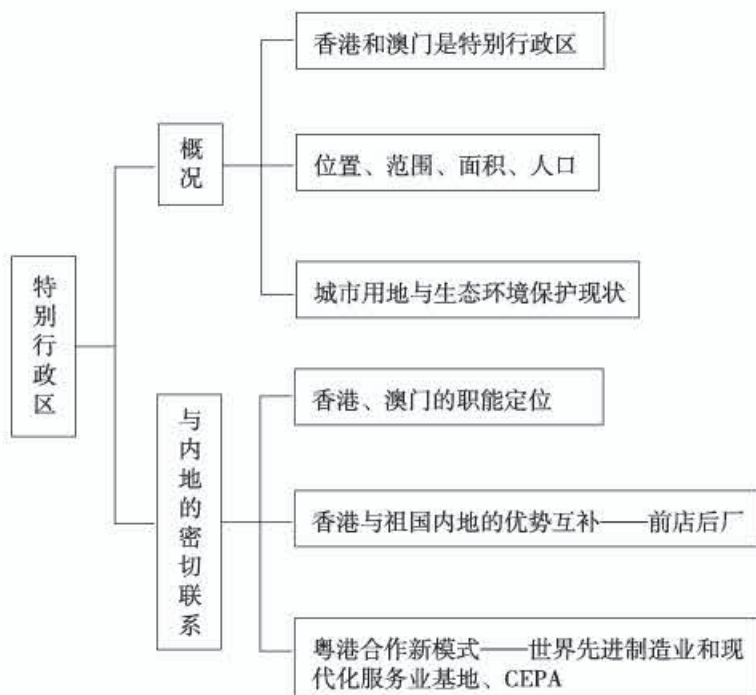 特别行政区
概况
香港和澳门是特别行政区
位置、范围、面积、人口
城市用地与生态环境保护现状
与内地的密切联系
香港、澳门的职能定位
香港与祖国内地的优势互补——前店后厂
粤港合作新模式——世界先进制造业和现
代化服务业基地、CEPA